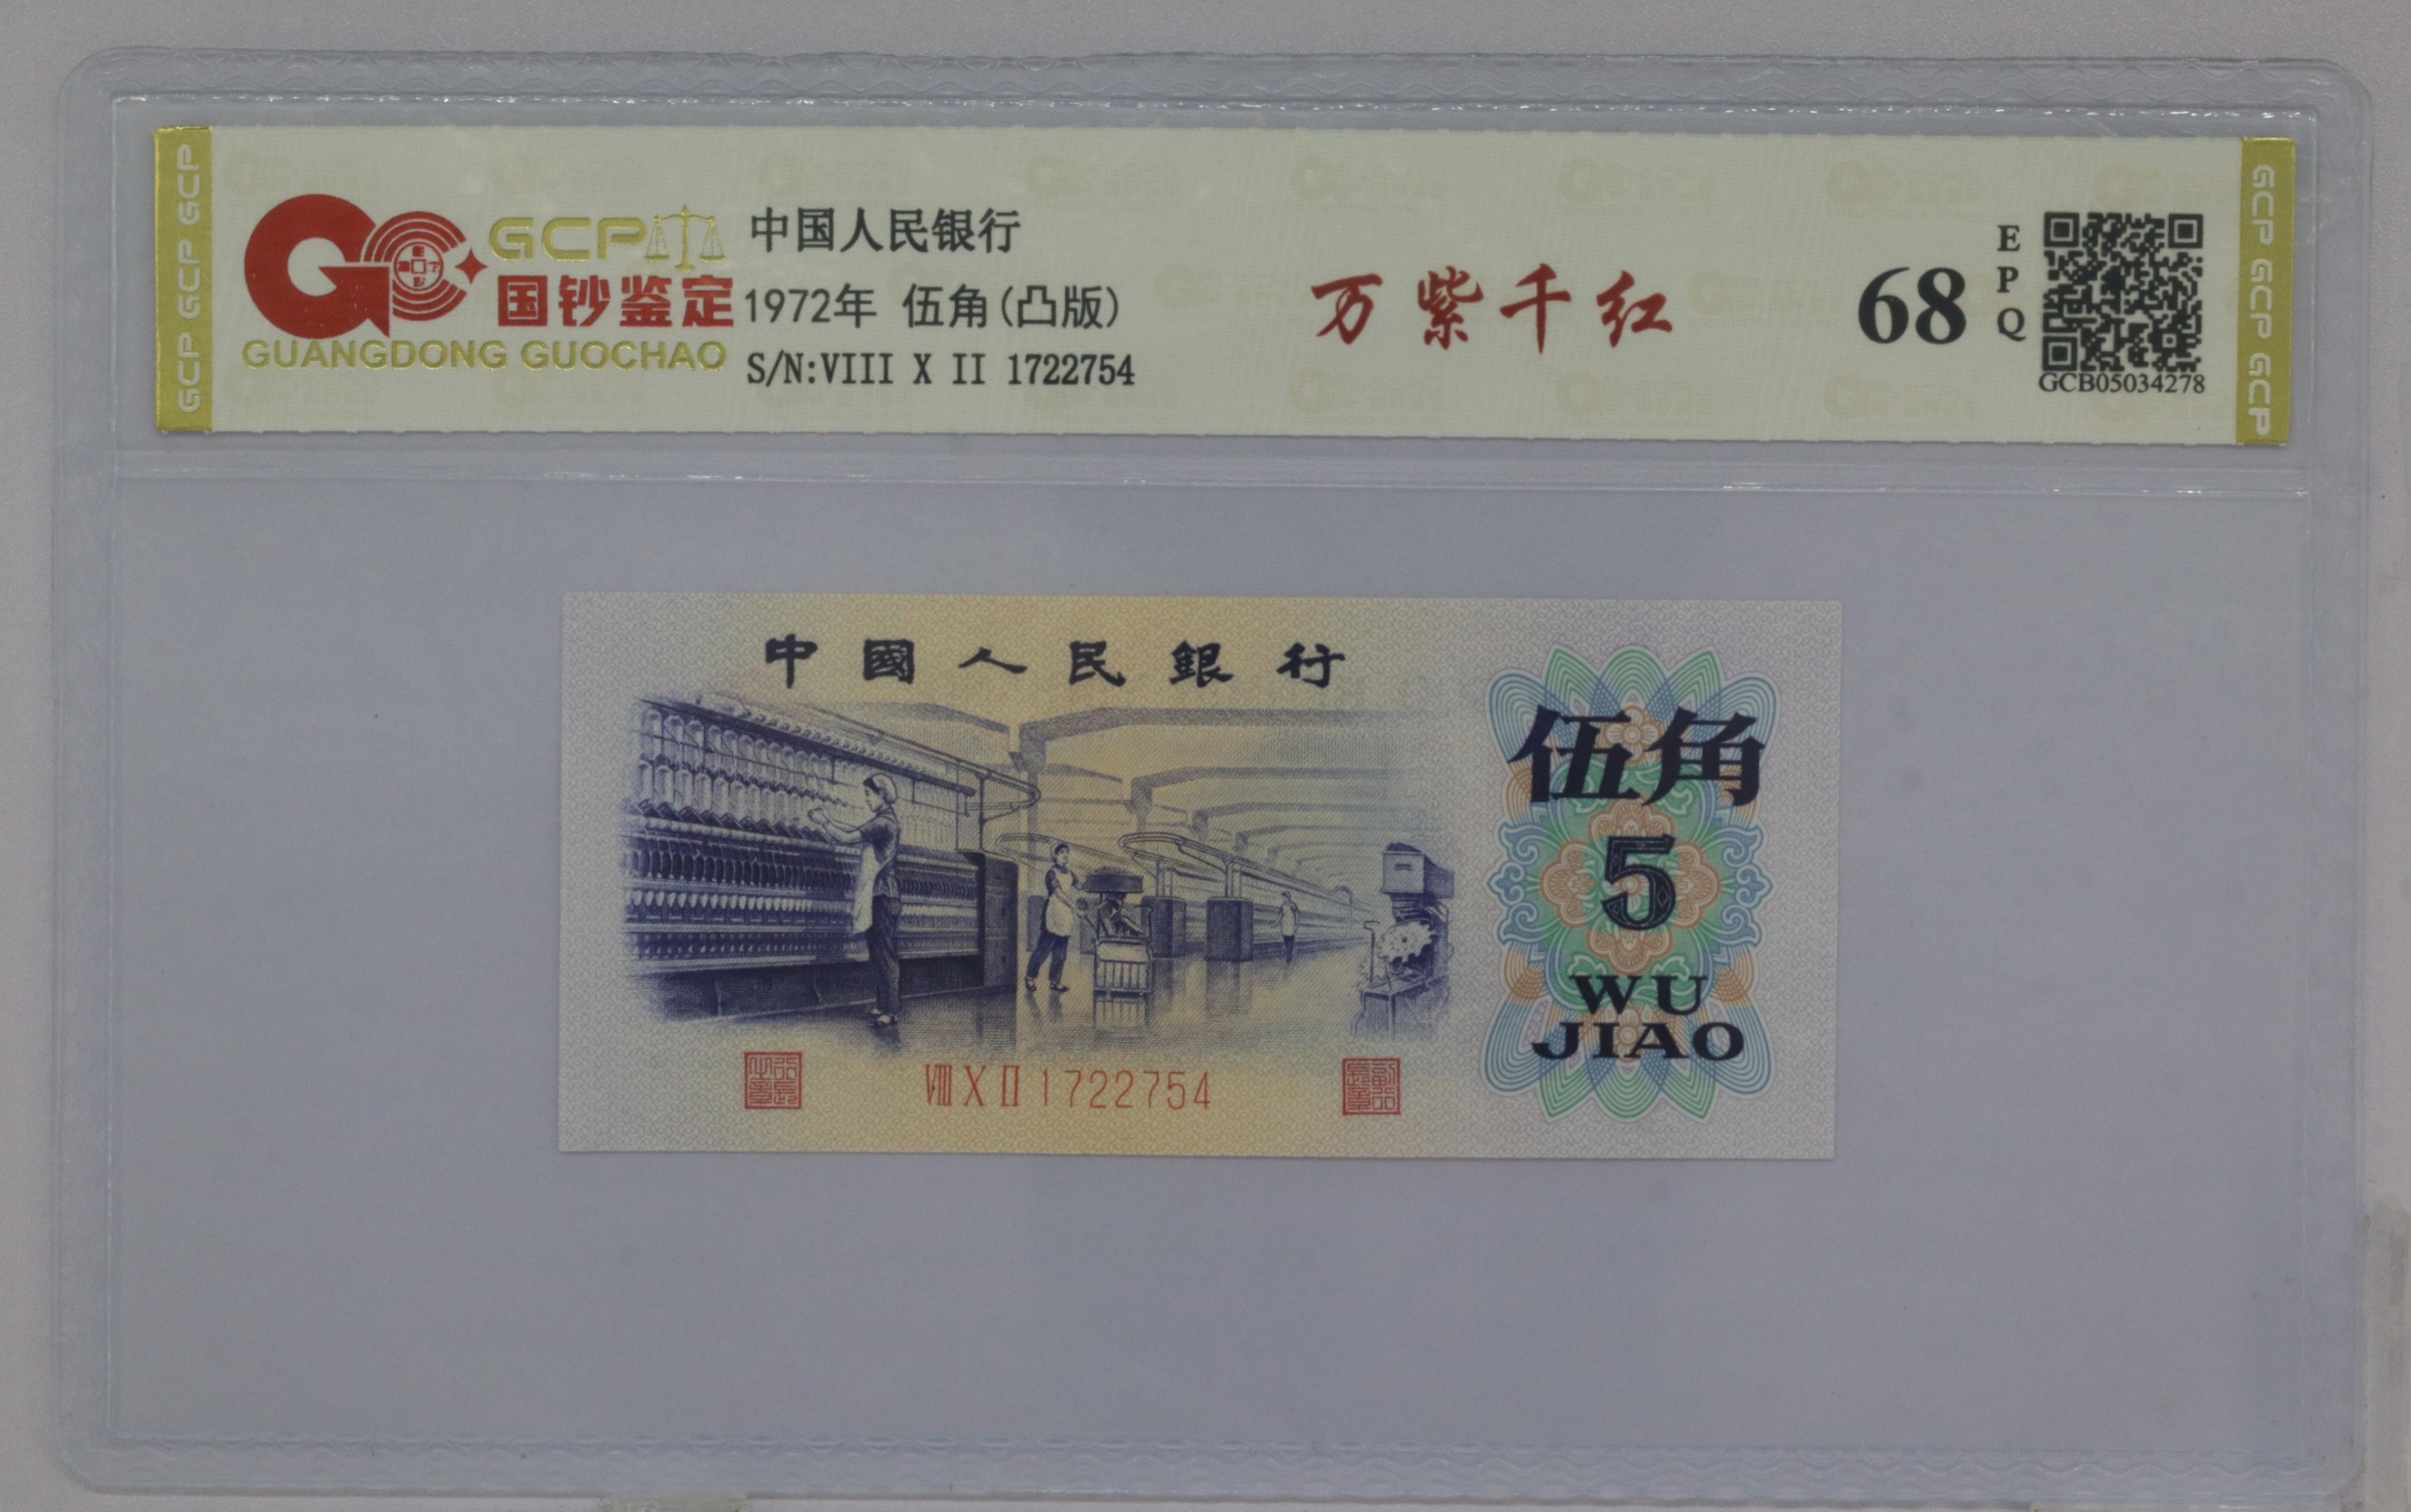 GCP GCP GCP
GCP
国钞鉴定
GUANGDONG GUOCHAO
中国人民银行
1972年 伍角(凸版)
S/N:VIII X II 1722754
万紫千红
68
EPQ
GCB05034278
GCP GCP GCP
中國人民銀行
伍角
5
WU
JIAO
VIII X II 1722754